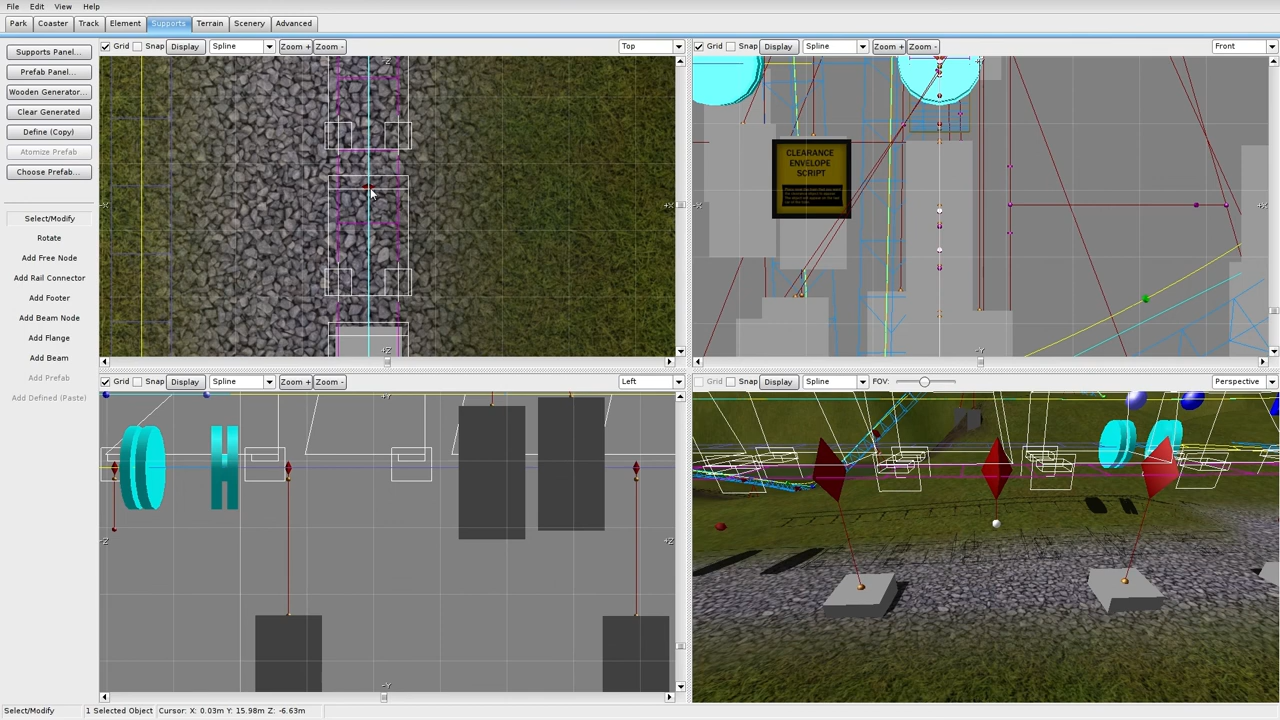 File Edit View Help
Park Coaster Track Element Supports Terrain Scenery Advanced
Supports Panel...
Prefab Panel...
Wooden Generator...
Clear Generated
Define (Copy)
Atomize Prefab
Choose Prefab...
Select/Modify
Rotate
Add Free Node
Add Rail Connector
Add Footer
Add Beam Node
Add Flange
Add Beam
Add Prefab
Add Defined (Paste)
Grid Snap Display Spline Zoom + Zoom - Top
-Z
-X +X
+Z
Grid Snap Display Spline Zoom + Zoom - Front
CLEARANCE
ENVELOPE
SCRIPT
-X +X
-Y
Grid Snap Display Spline Zoom + Zoom - Left
+Y
-Z +Z
-Y
Grid Snap Display Spline FOV: Perspective
Select/Modify 1 Selected Object Cursor: X: 0.03m Y: 15.98m Z: -6.63m